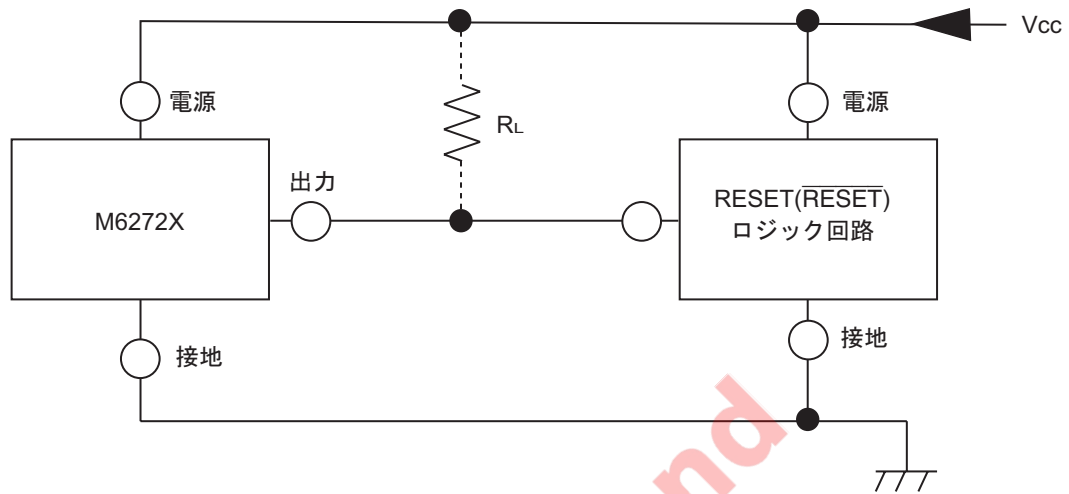 Vcc
電源
電源
RL
出力
M6272X
RESET(R̅E̅S̅E̅T̅)
ロジック回路
接地
接地
nd